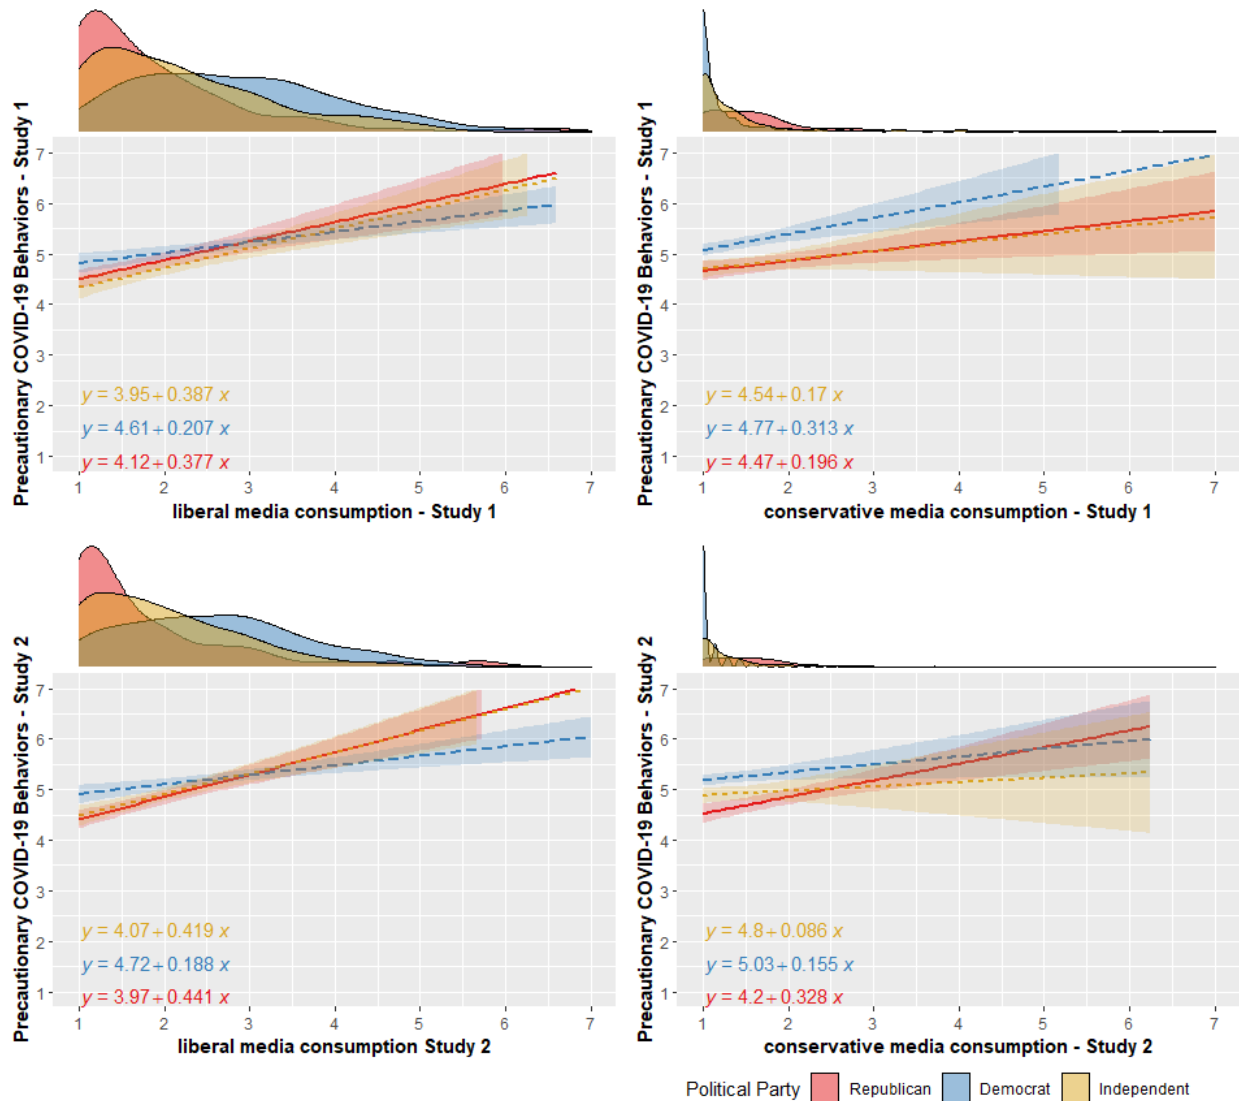 Precautionary COVID-19 Behaviors - Study 1
7
6
5
4
3
2
1
y = 3.95+0.387 x
y = 4.61+0.207 x
y = 4.12+0.377 x
1 2 3 4 5 6 7
liberal media consumption - Study 1
Precautionary COVID-19 Behaviors - Study 1
7
6
5
4
3
2
1
y = 4.54+0.17 x
y = 4.77+0.313 x
y = 4.47+0.196 x
1 2 3 4 5 6 7
conservative media consumption - Study 1
Precautionary COVID-19 Behaviors - Study 2
7
6
5
4
3
2
1
y = 4.07+0.419 x
y = 4.72+0.188 x
y = 3.97+0.441 x
1 2 3 4 5 6 7
liberal media consumption Study 2
Precautionary COVID-19 Behaviors - Study 2
7
6
5
4
3
2
1
y = 4.8+0.086 x
y = 5.03+0.155 x
y = 4.2+0.328 x
1 2 3 4 5 6 7
conservative media consumption - Study 2
Political Party Republican Democrat Independent